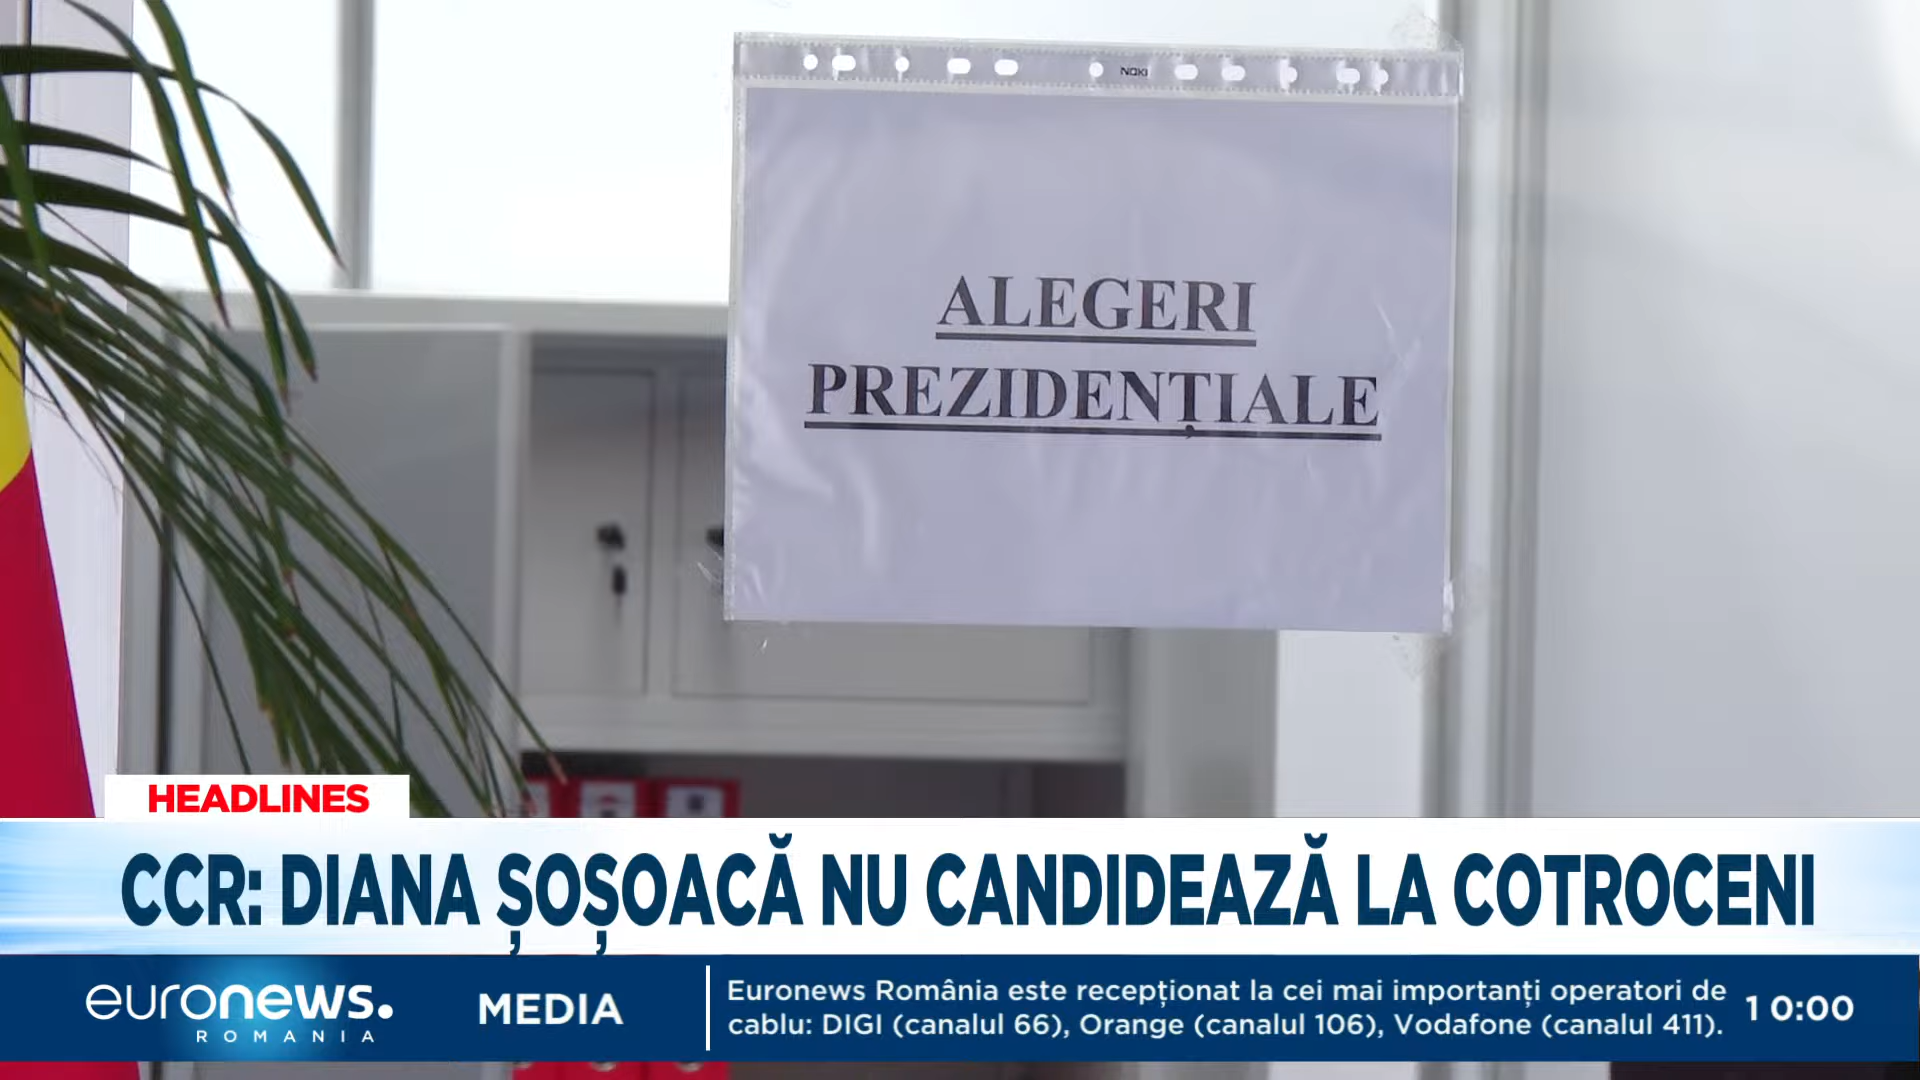 NOKI
ALEGERI
PREZIDENȚIALE
HEADLINES
CCR: DIANA ȘOȘOACĂ NU CANDIDEAZĂ LA COTROCENI
euronews.
ROMANIA
MEDIA
Euronews România este recepționat la cei mai importanți operatori de
cablu: DIGI (canalul 66), Orange (canalul 106), Vodafone (canalul 411).
10:00